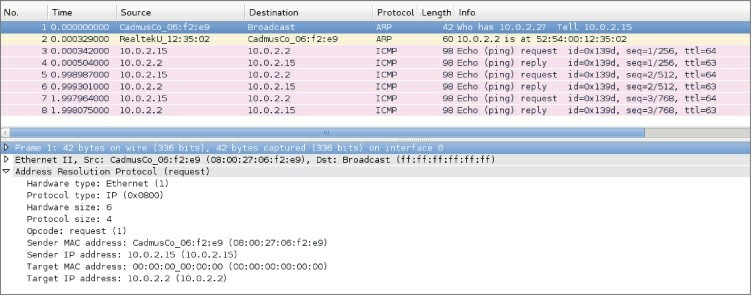 No. Time Source Destination Protocol Length Info
1 0.000000000 CadmusCo_06:f2:e9 Broadcast ARP 42 Who has 10.0.2.2? Tell 10.0.2.15
2 0.000329000 RealtekU_12:35:02 CadmusCo_06:f2:e9 ARP 60 10.0.2.2 is at 52:54:00:12:35:02
3 0.000342000 10.0.2.15 10.0.2.2 ICMP 98 Echo (ping) request id=0x139d, seq=1/256, ttl=64
4 0.000504000 10.0.2.2 10.0.2.15 ICMP 98 Echo (ping) reply id=0x139d, seq=1/256, ttl=63
5 0.998987000 10.0.2.15 10.0.2.2 ICMP 98 Echo (ping) request id=0x139d, seq=2/512, ttl=64
6 0.999301000 10.0.2.2 10.0.2.15 ICMP 98 Echo (ping) reply id=0x139d, seq=2/512, ttl=63
7 1.997964000 10.0.2.15 10.0.2.2 ICMP 98 Echo (ping) request id=0x139d, seq=3/768, ttl=64
8 1.998075000 10.0.2.2 10.0.2.15 ICMP 98 Echo (ping) reply id=0x139d, seq=3/768, ttl=63
Frame 1: 42 bytes on wire (336 bits), 42 bytes captured (336 bits) on interface 0
Ethernet II, Src: CadmusCo_06:f2:e9 (08:00:27:06:f2:e9), Dst: Broadcast (ff:ff:ff:ff:ff:ff)
Address Resolution Protocol (request)
Hardware type: Ethernet (1)
Protocol type: IP (0x0800)
Hardware size: 6
Protocol size: 4
Opcode: request (1)
Sender MAC address: CadmusCo_06:f2:e9 (08:00:27:06:f2:e9)
Sender IP address: 10.0.2.15 (10.0.2.15)
Target MAC address: 00:00:00_00:00:00 (00:00:00:00:00:00)
Target IP address: 10.0.2.2 (10.0.2.2)